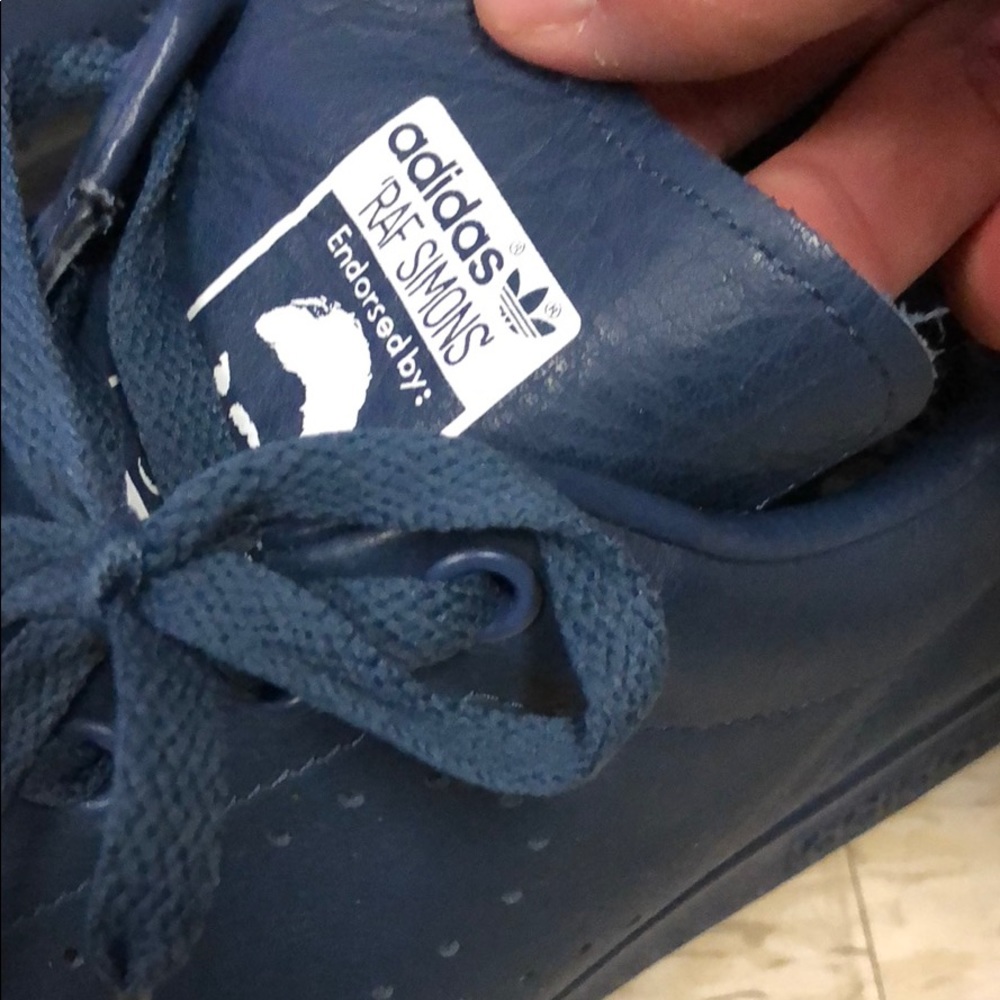 adidas®
'RAF SIMONS
®
Endorsed by: